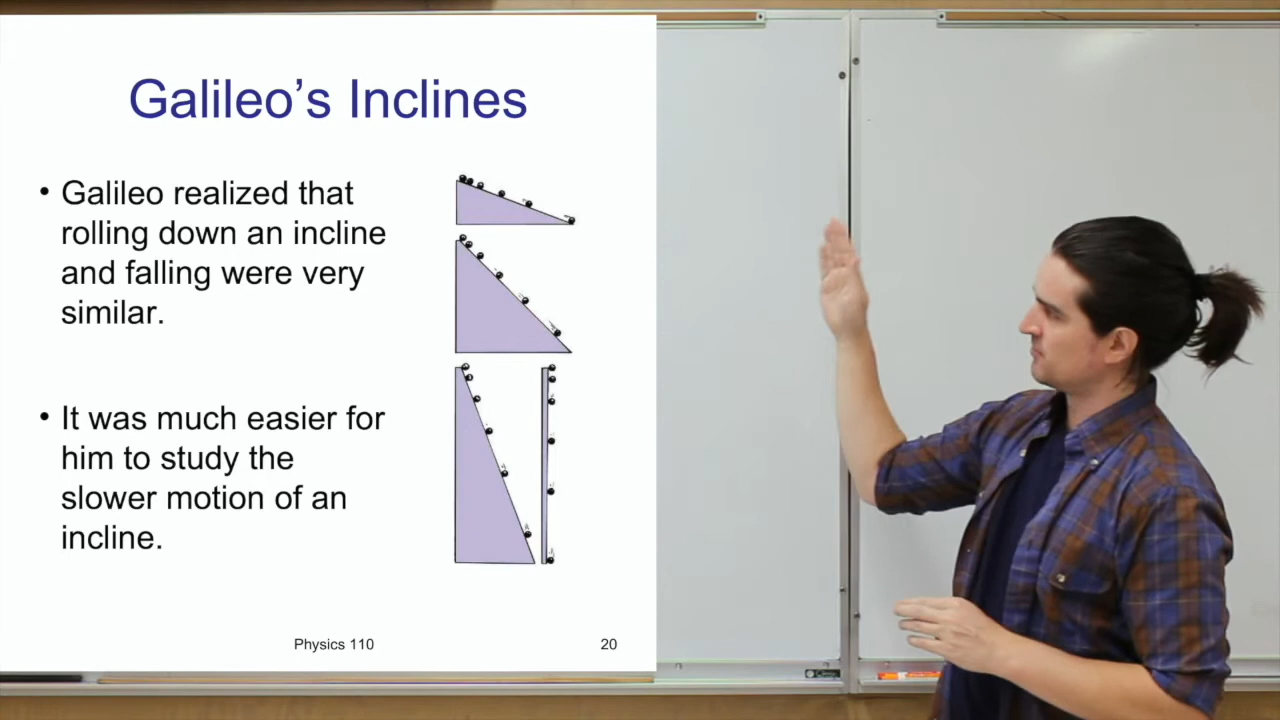 Galileo’s Inclines
• Galileo realized that
rolling down an incline
and falling were very
similar.
• It was much easier for
him to study the
slower motion of an
incline.
Physics 110
20